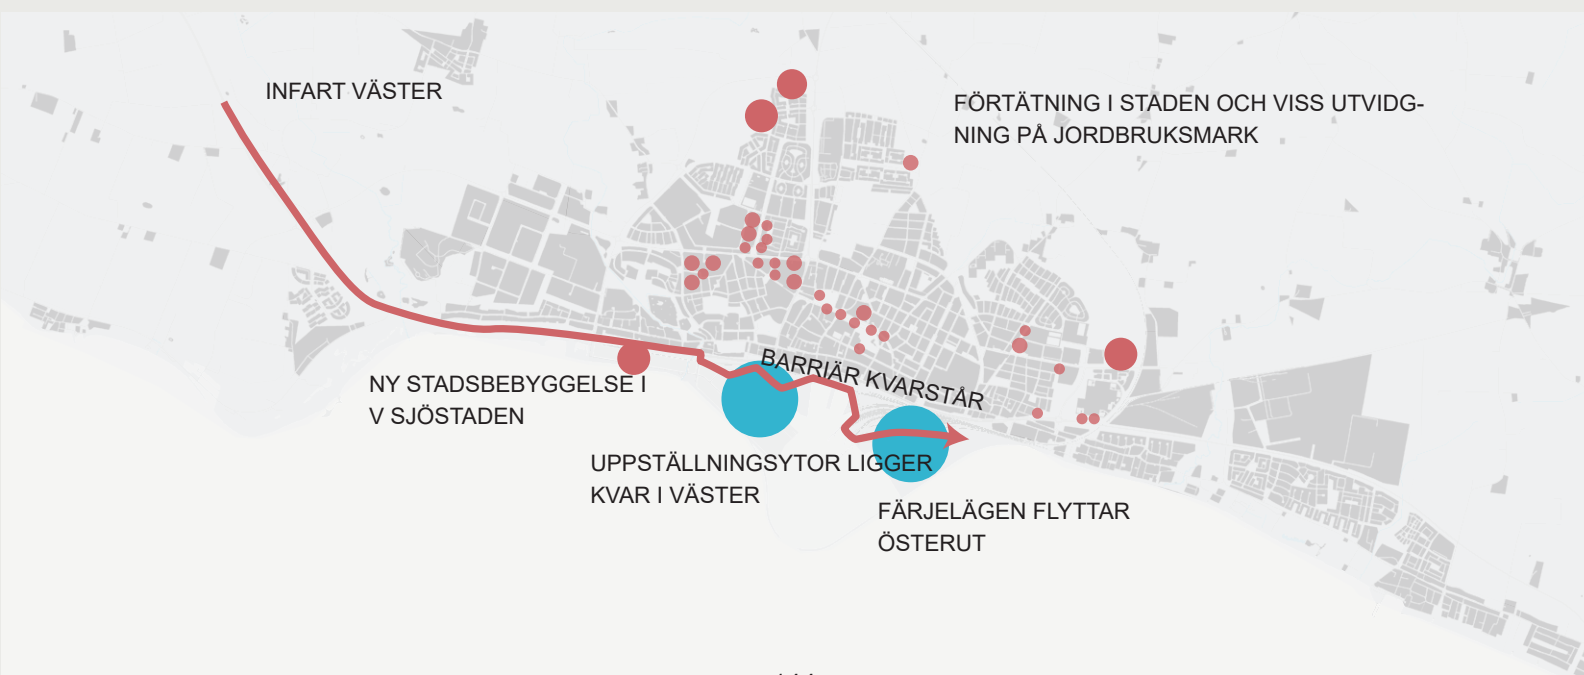 INFART VÄSTER
FÖRTÄTNING I STADEN OCH VISS UTVIDG-
NING PÅ JORDBRUKSMARK
BARRIÄR KVARSTÅR
NY STADSBEBYGGELSE I
V SJÖSTADEN
UPPSTÄLLNINGSYTOR LIGGER
KVAR I VÄSTER
FÄRJELÄGEN FLYTTAR
ÖSTERUT